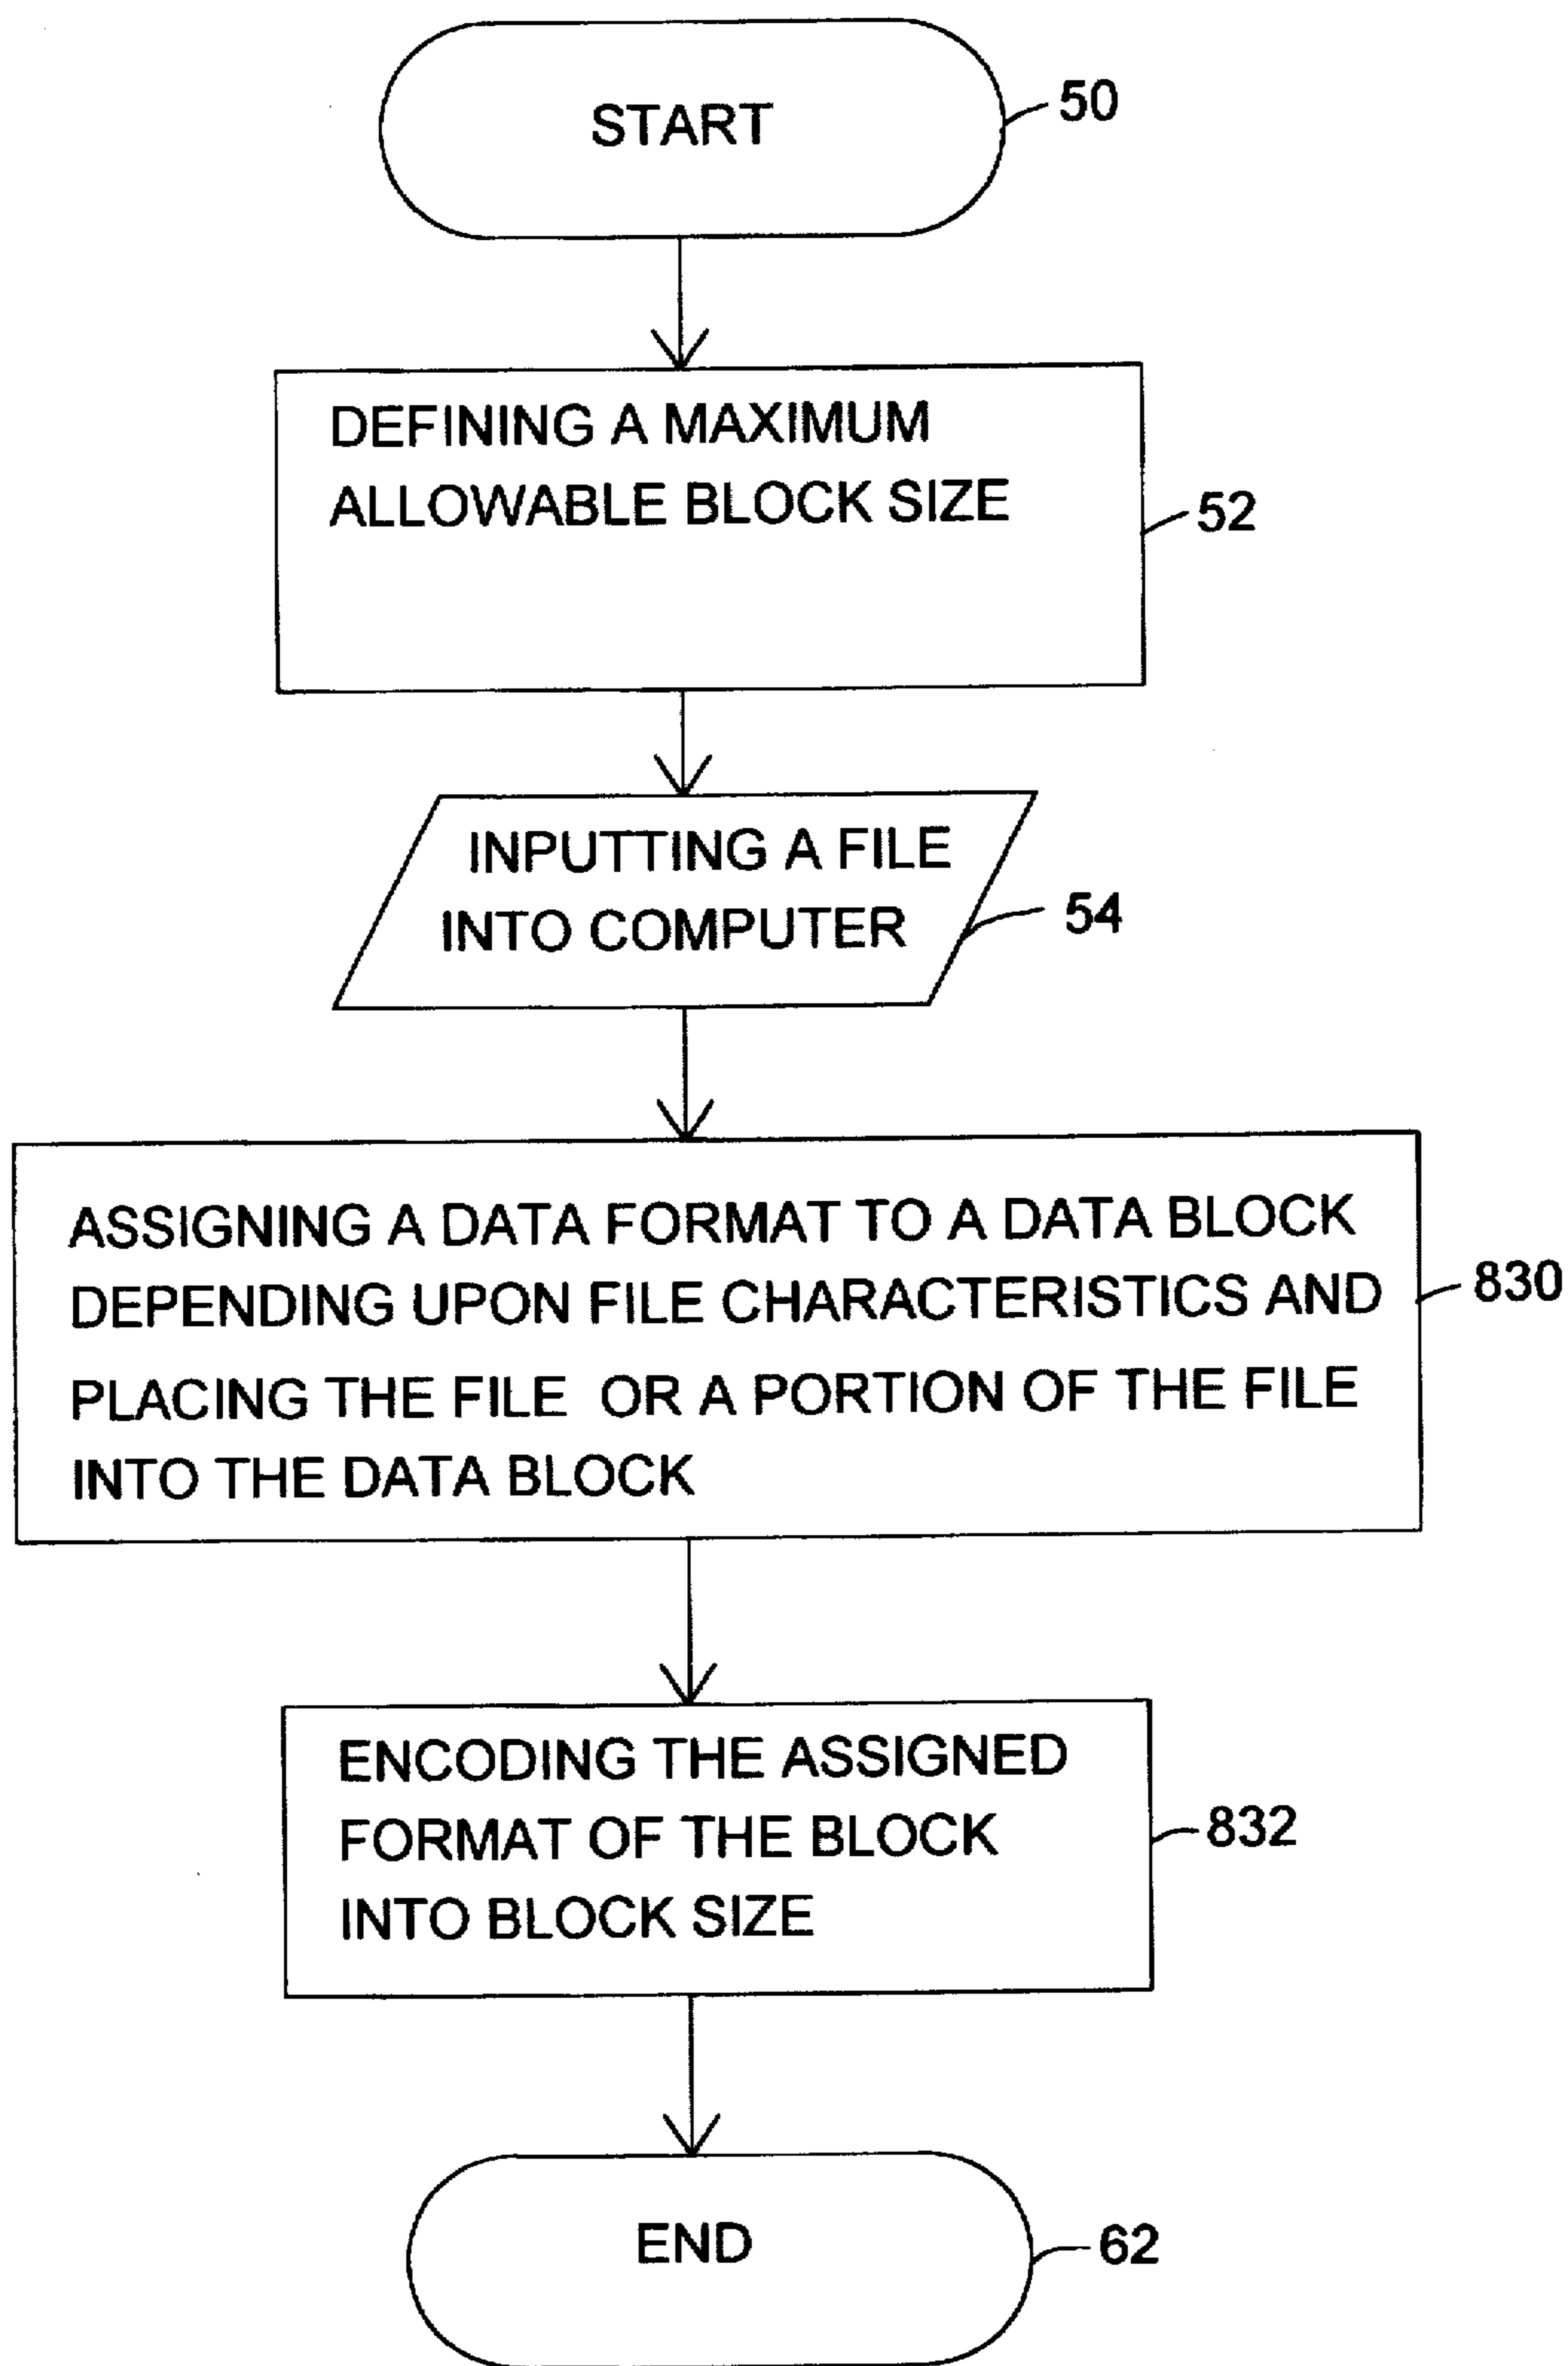 START
50
DEFINING A MAXIMUM
ALLOWABLE BLOCK SIZE
52
INPUTTING A FILE
INTO COMPUTER
54
ASSIGNING A DATA FORMAT TO A DATA BLOCK
DEPENDING UPON FILE CHARACTERISTICS AND
PLACING THE FILE OR A PORTION OF THE FILE
INTO THE DATA BLOCK
830
ENCODING THE ASSIGNED
FORMAT OF THE BLOCK
INTO BLOCK SIZE
832
END
62